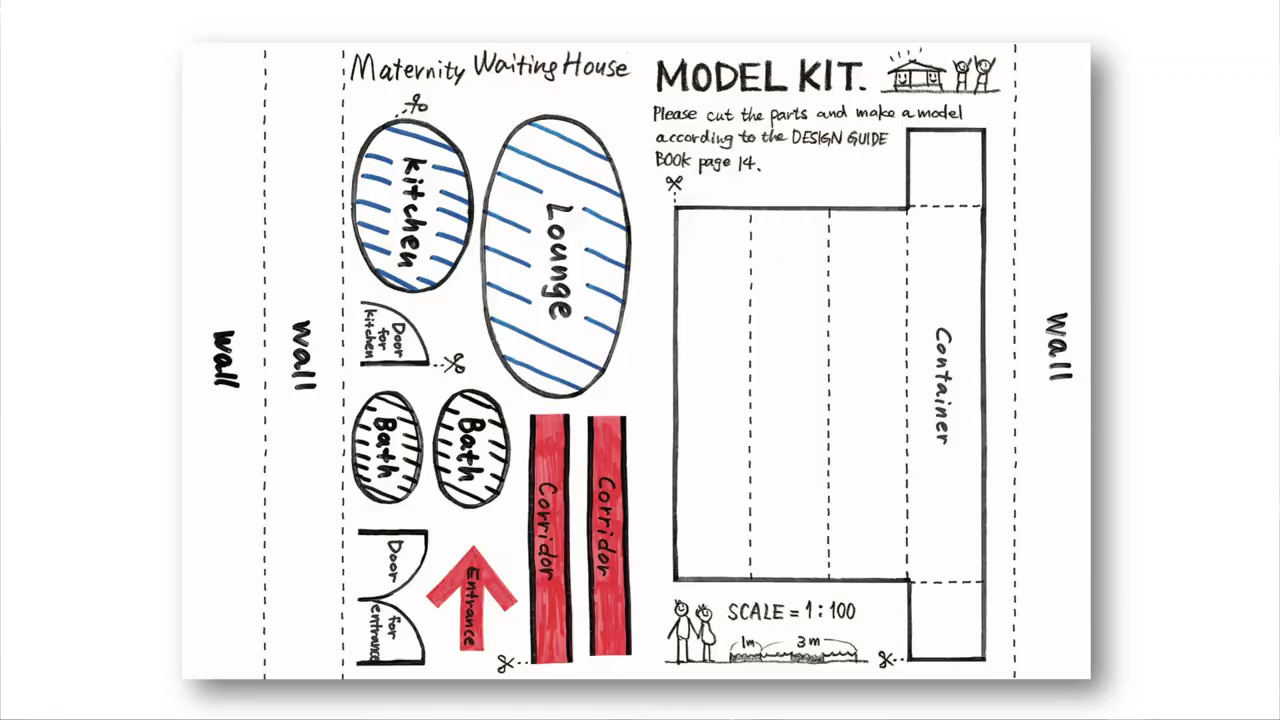 Maternity Waiting House
MODEL KIT.
Please cut the parts and make a model
according to the DESIGN GUIDE
BOOK page 14.
Kitchen
Lounge
Door
for
kitchen
Bath
Bath
Corridor
Corridor
Door
for
entrance
Entrance
Container
SCALE = 1:100
1m
3m
wall
wall
wall